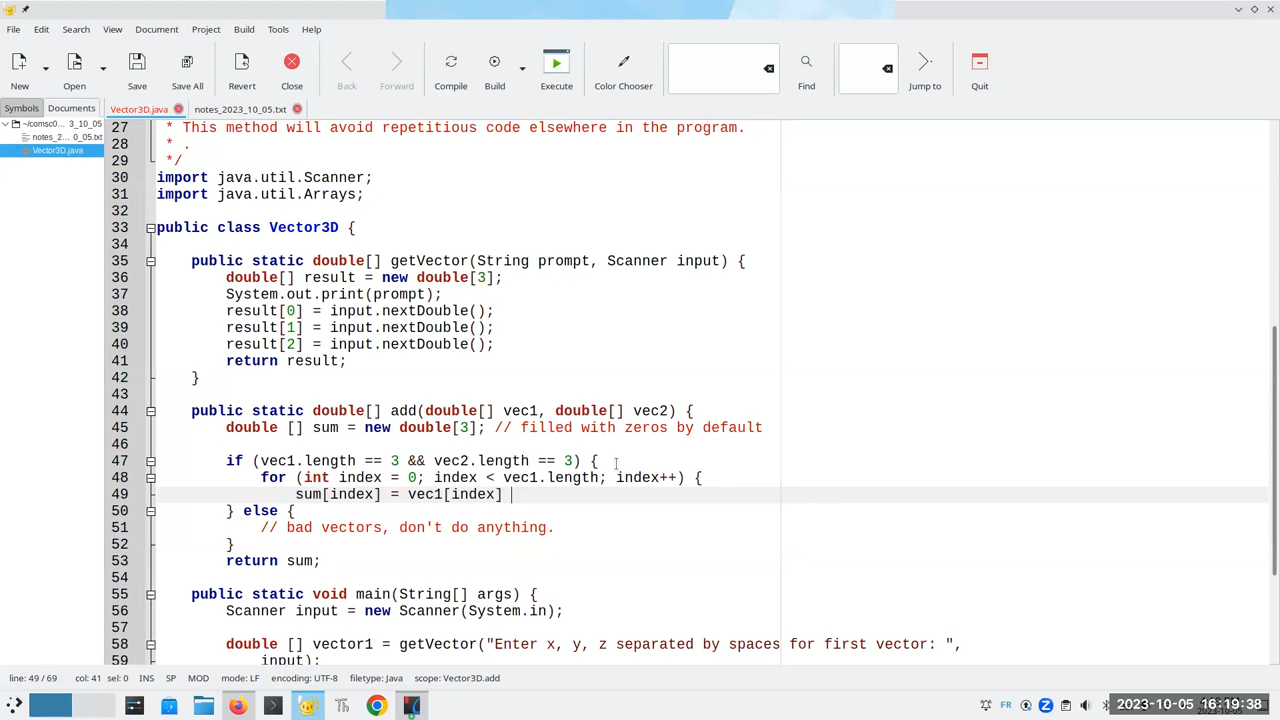 File Edit Search View Document Project Build Tools Help
New Open Save Save All Revert Close Back Forward Compile Build Execute Color Chooser Find Jump to Quit
Symbols Documents Vector3D.java notes_2023_10_05.txt
~/comsc0... 3_10_05
notes_2... 0_05.txt
Vector3D.java
27 * This method will avoid repetitive code elsewhere in the program.
28 * .
29 */
30 import java.util.Scanner;
31 import java.util.Arrays;
32
33 public class Vector3D {
34
35 public static double[] getVector(String prompt, Scanner input) {
36 double[] result = new double[3];
37 System.out.print(prompt);
38 result[0] = input.nextDouble();
39 result[1] = input.nextDouble();
40 result[2] = input.nextDouble();
41 return result;
42 }
43
44 public static double[] add(double[] vec1, double[] vec2) {
45 double [] sum = new double[3]; // filled with zeros by default
46
47 if (vec1.length == 3 && vec2.length == 3) {
48 for (int index = 0; index < vec1.length; index++) {
49 sum[index] = vec1[index]
50 } else {
51 // bad vectors, don't do anything.
52 }
53 return sum;
54
55 public static void main(String[] args) {
56 Scanner input = new Scanner(System.in);
57
58 double [] vector1 = getVector("Enter x, y, z separated by spaces for first vector: ",
59 input);
line: 49 / 69 col: 41 sel: 0 INS SP MOD mode: LF encoding: UTF-8 filetype: Java scope: Vector3D.add
FR 2023-10-05 16:19:38